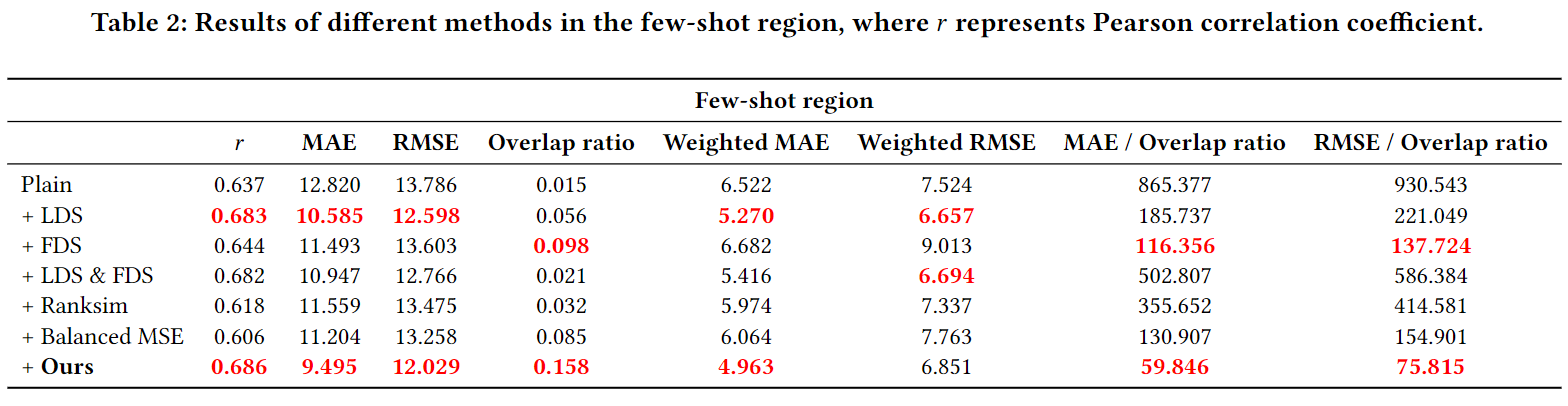 Table 2: Results of different methods in the few-shot region, where r represents Pearson correlation coefficient.
Few-shot region
r MAE RMSE Overlap ratio Weighted MAE Weighted RMSE MAE / Overlap ratio RMSE / Overlap ratio
Plain 0.637 12.820 13.786 0.015 6.522 7.524 865.377 930.543
+ LDS 0.683 10.585 12.598 0.056 5.270 6.657 185.737 221.049
+ FDS 0.644 11.493 13.603 0.098 6.682 9.013 116.356 137.724
+ LDS & FDS 0.682 10.947 12.766 0.021 5.416 6.694 502.807 586.384
+ Ranksim 0.618 11.559 13.475 0.032 5.974 7.337 355.652 414.581
+ Balanced MSE 0.606 11.204 13.258 0.085 6.064 7.763 130.907 154.901
+ Ours 0.686 9.495 12.029 0.158 4.963 6.851 59.846 75.815